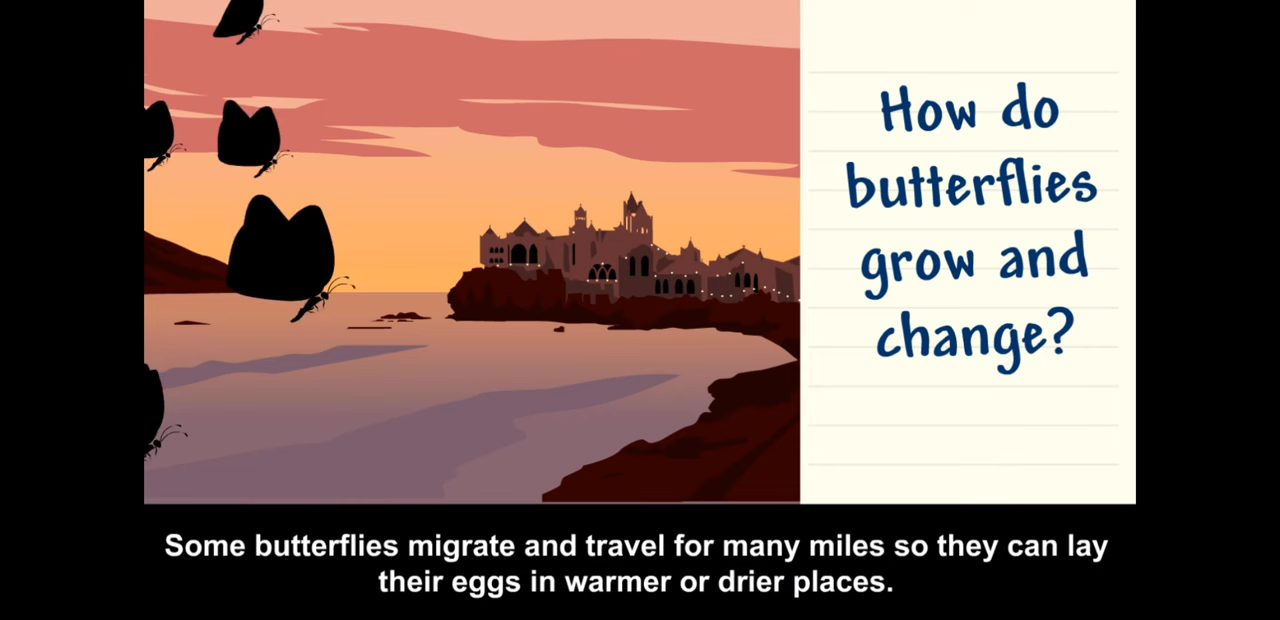 How do
butterflies
grow and
change?
Some butterflies migrate and travel for many miles so they can lay
their eggs in warmer or drier places.